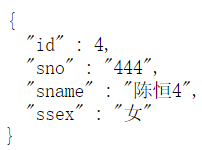 {
  "id" : 4,
  "sno" : "444",
  "sname" : "陈恒4",
  "ssex" : "女"
}